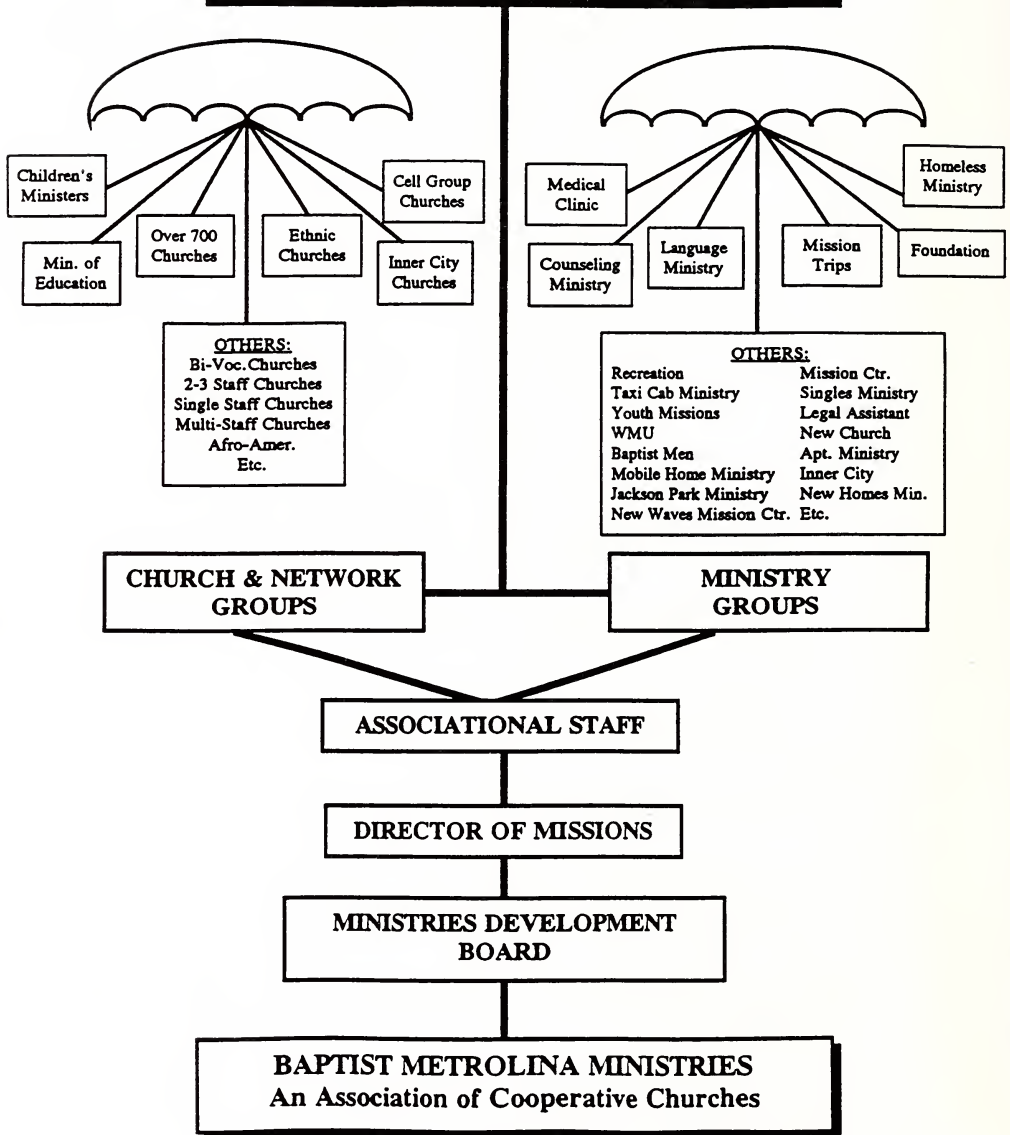 Children's
Ministers
Min. of
Education
Over 700
Churches
Ethnic
Churches
Cell Group
Churches
Inner City
Churches
OTHERS:
Bi-Voc.Churches
2-3 Staff Churches
Single Staff Churches
Multi-Staff Churches
Afro-Amer.
Etc.
Medical
Clinic
Counseling
Ministry
Language
Ministry
Mission
Trips
Homeless
Ministry
Foundation
OTHERS:
Recreation Mission Ctr.
Taxi Cab Ministry Singles Ministry
Youth Missions Legal Assistant
WMU New Church
Baptist Men Apt. Ministry
Mobile Home Ministry Inner City
Jackson Park Ministry New Homes Min.
New Waves Mission Ctr. Etc.
CHURCH & NETWORK
GROUPS
MINISTRY
GROUPS
ASSOCIATIONAL STAFF
DIRECTOR OF MISSIONS
MINISTRIES DEVELOPMENT
BOARD
BAPTIST METROLINA MINISTRIES
An Association of Cooperative Churches